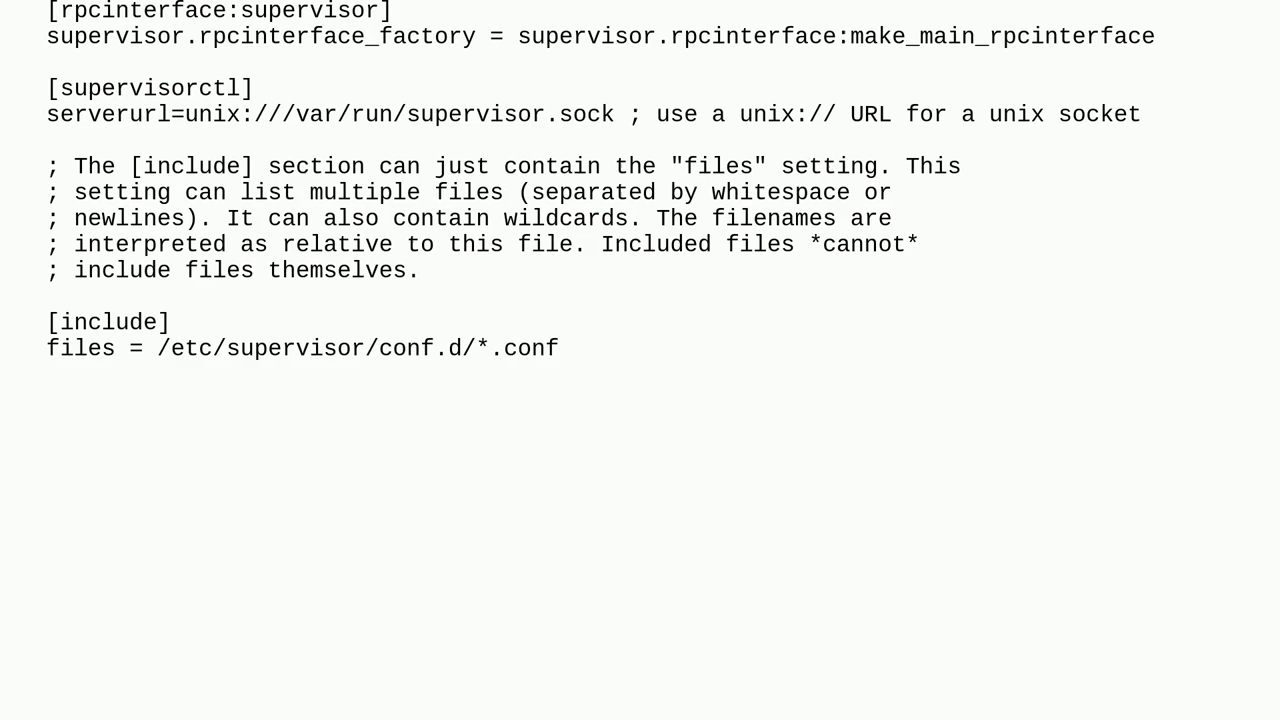 [rpcinterface:supervisor]
supervisor.rpcinterface_factory = supervisor.rpcinterface:make_main_rpcinterface
[supervisorctl]
serverurl=unix:///var/run/supervisor.sock ; use a unix:// URL for a unix socket
; The [include] section can just contain the "files" setting. This
; setting can list multiple files (separated by whitespace or
; newlines). It can also contain wildcards. The filenames are
; interpreted as relative to this file. Included files *cannot*
; include files themselves.
[include]
files = /etc/supervisor/conf.d/*.conf